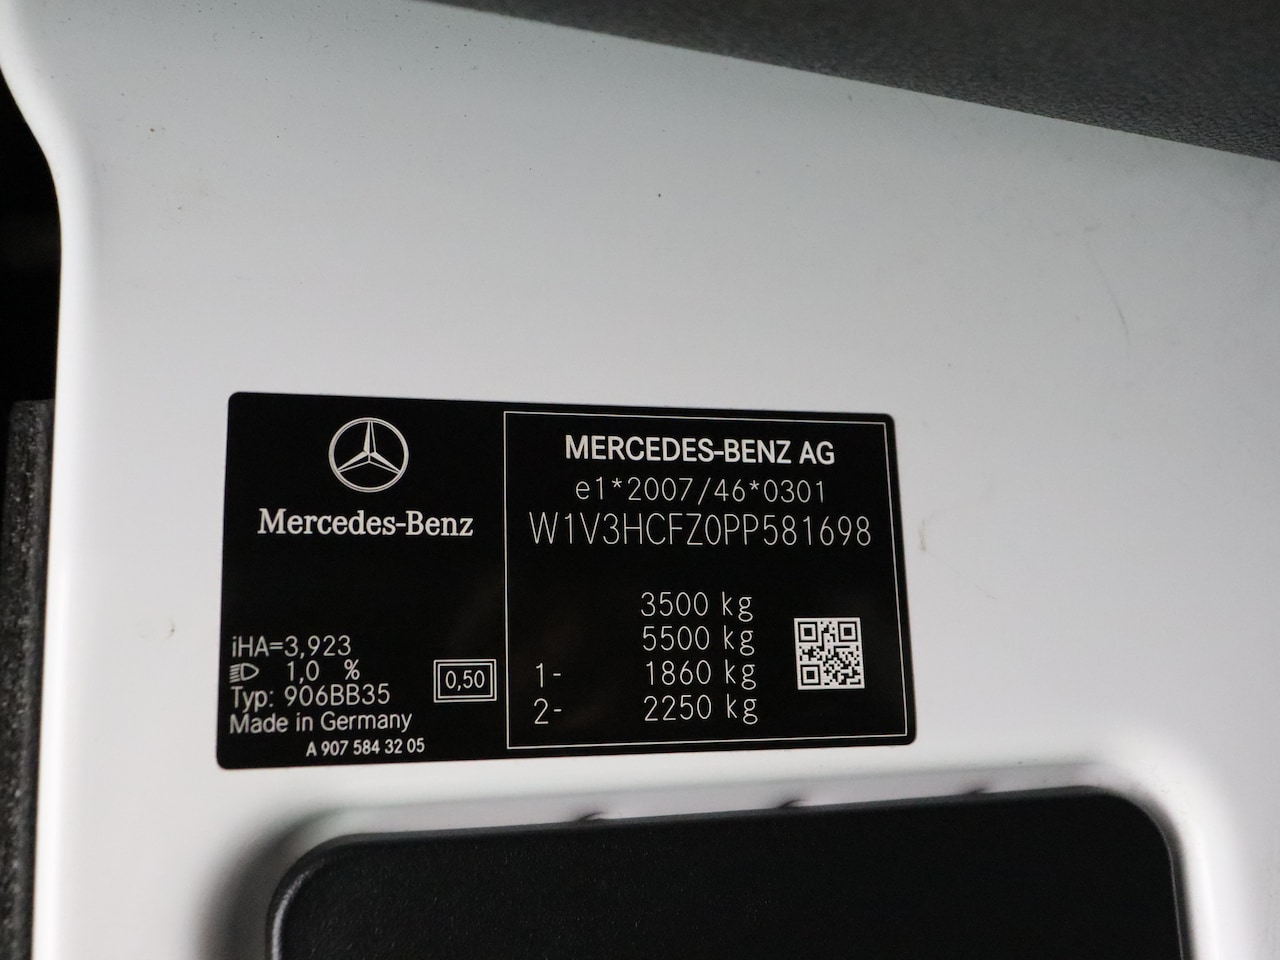 Mercedes-Benz
iHA=3,923
1,0 %
Typ: 906BB35
Made in Germany
A 907 584 32 05
0,50
MERCEDES-BENZ AG
e1*2007/46*0301
W1V3HCFZ0PP581698
3500 kg
5500 kg
1- 1860 kg
2- 2250 kg